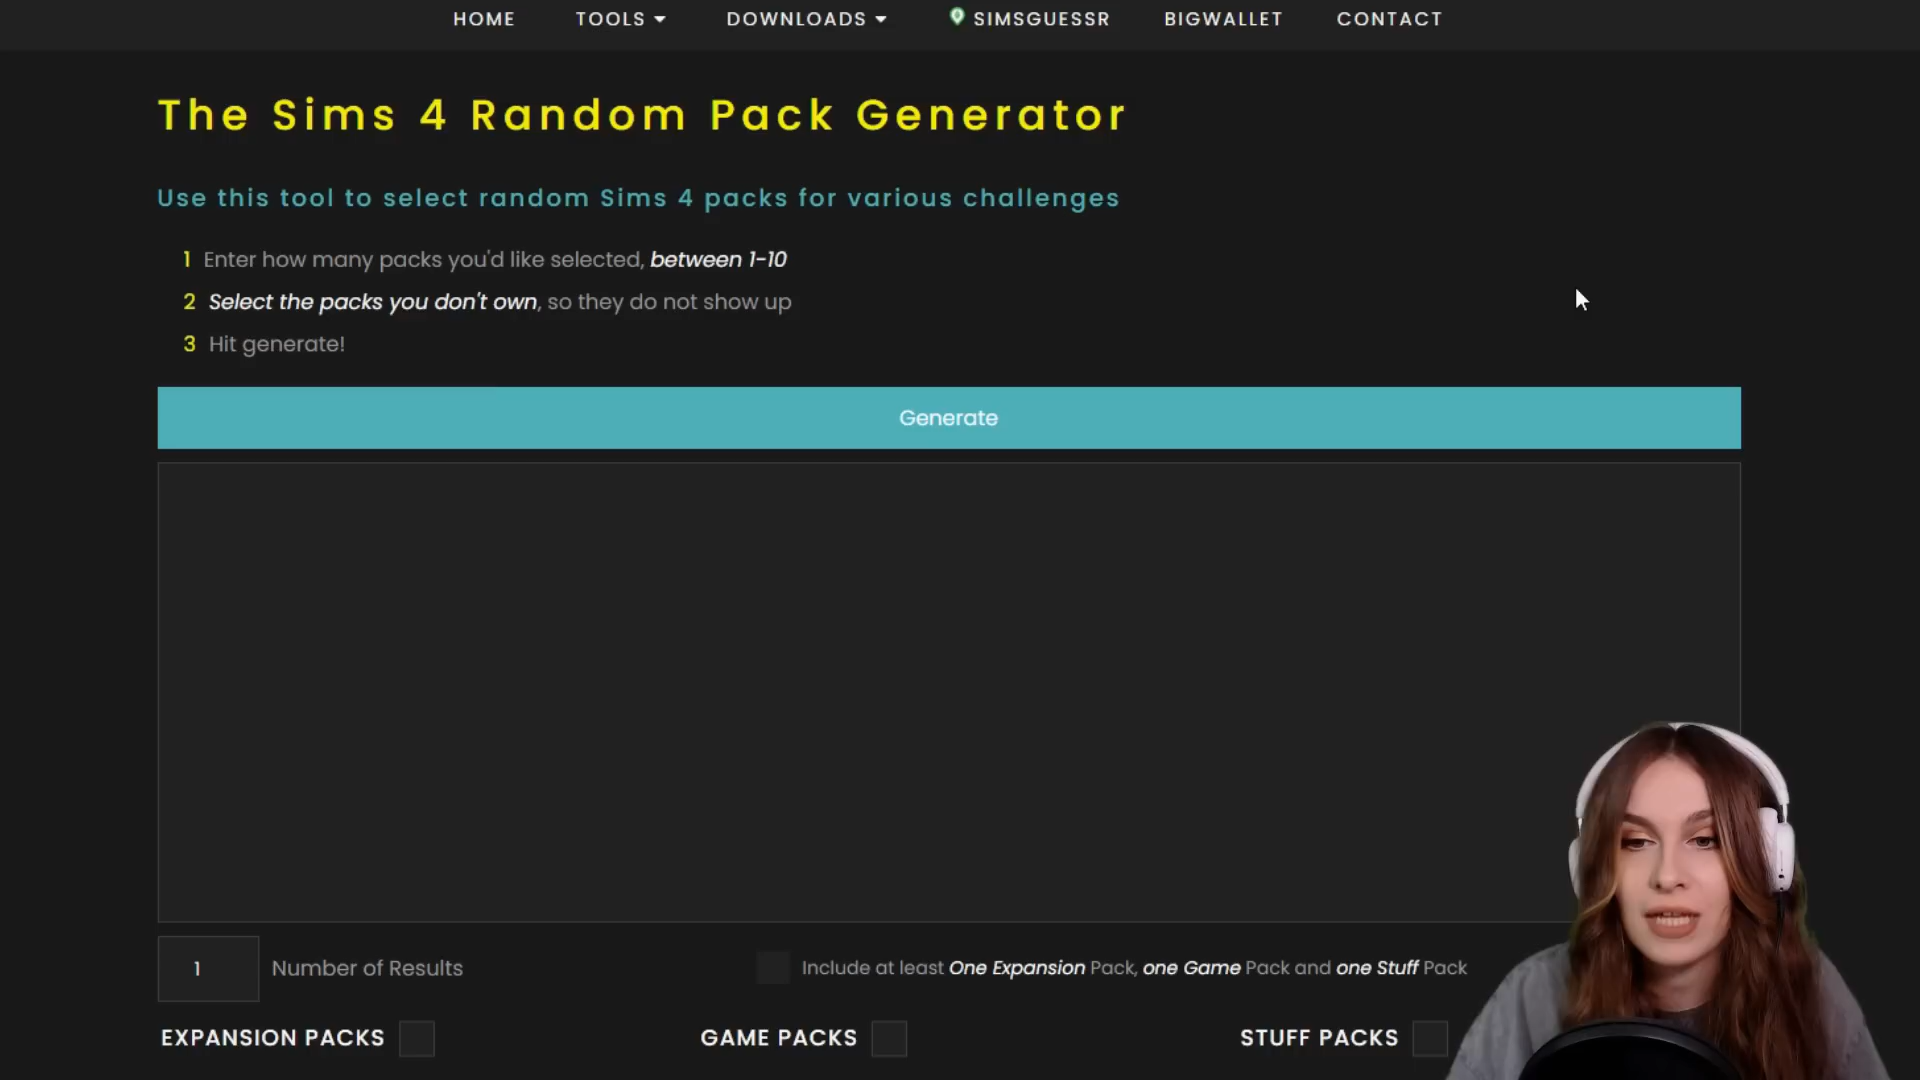 HOME TOOLS DOWNLOADS SIMSGUESSR BIGWALLET CONTACT
The Sims 4 Random Pack Generator
Use this tool to select random Sims 4 packs for various challenges
1 Enter how many packs you'd like selected, between 1-10
2 Select the packs you don't own, so they do not show up
3 Hit generate!
Generate
1 Number of Results Include at least One Expansion Pack, one Game Pack and one Stuff Pack
EXPANSION PACKS GAME PACKS STUFF PACKS